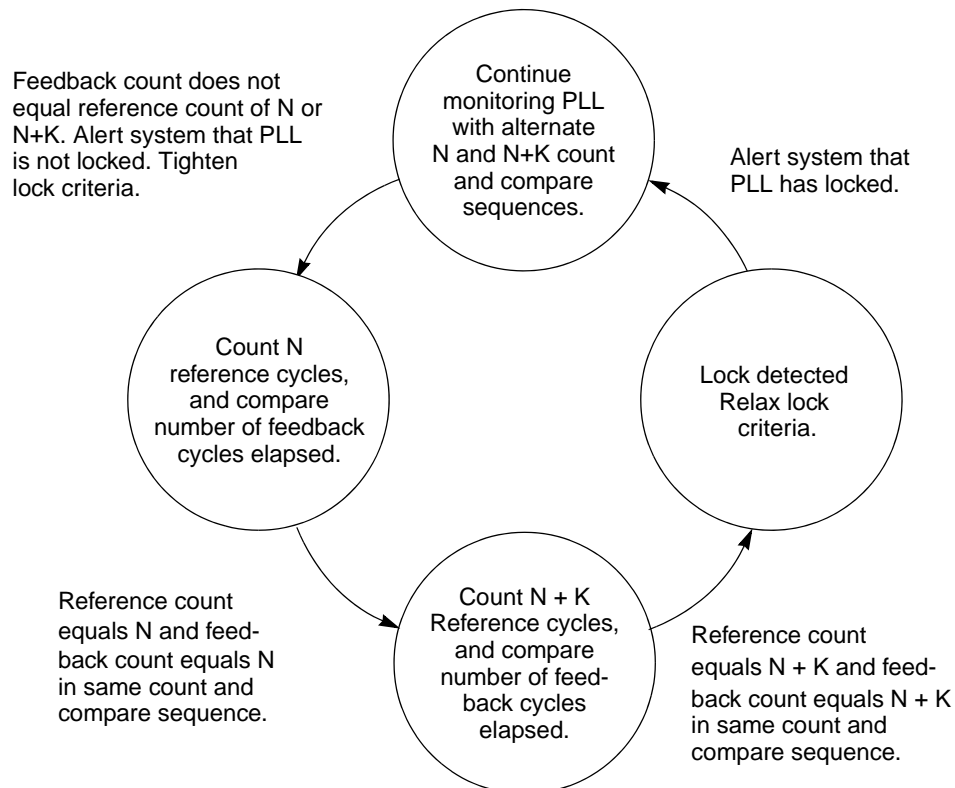 Feedback count does not
equal reference count of N or
N+K. Alert system that PLL
is not locked. Tighten
lock criteria.
Continue
monitoring PLL
with alternate
N and N+K count
and compare
sequences.
Alert system that
PLL has locked.
Count N
reference cycles,
and compare
number of feedback
cycles elapsed.
Lock detected
Relax lock
criteria.
Reference count
equals N and feed-
back count equals N
in same count and
compare sequence.
Count N + K
Reference cycles,
and compare
number of feed-
back cycles
elapsed.
Reference count
equals N + K and feed-
back count equals N + K
in same count and
compare sequence.